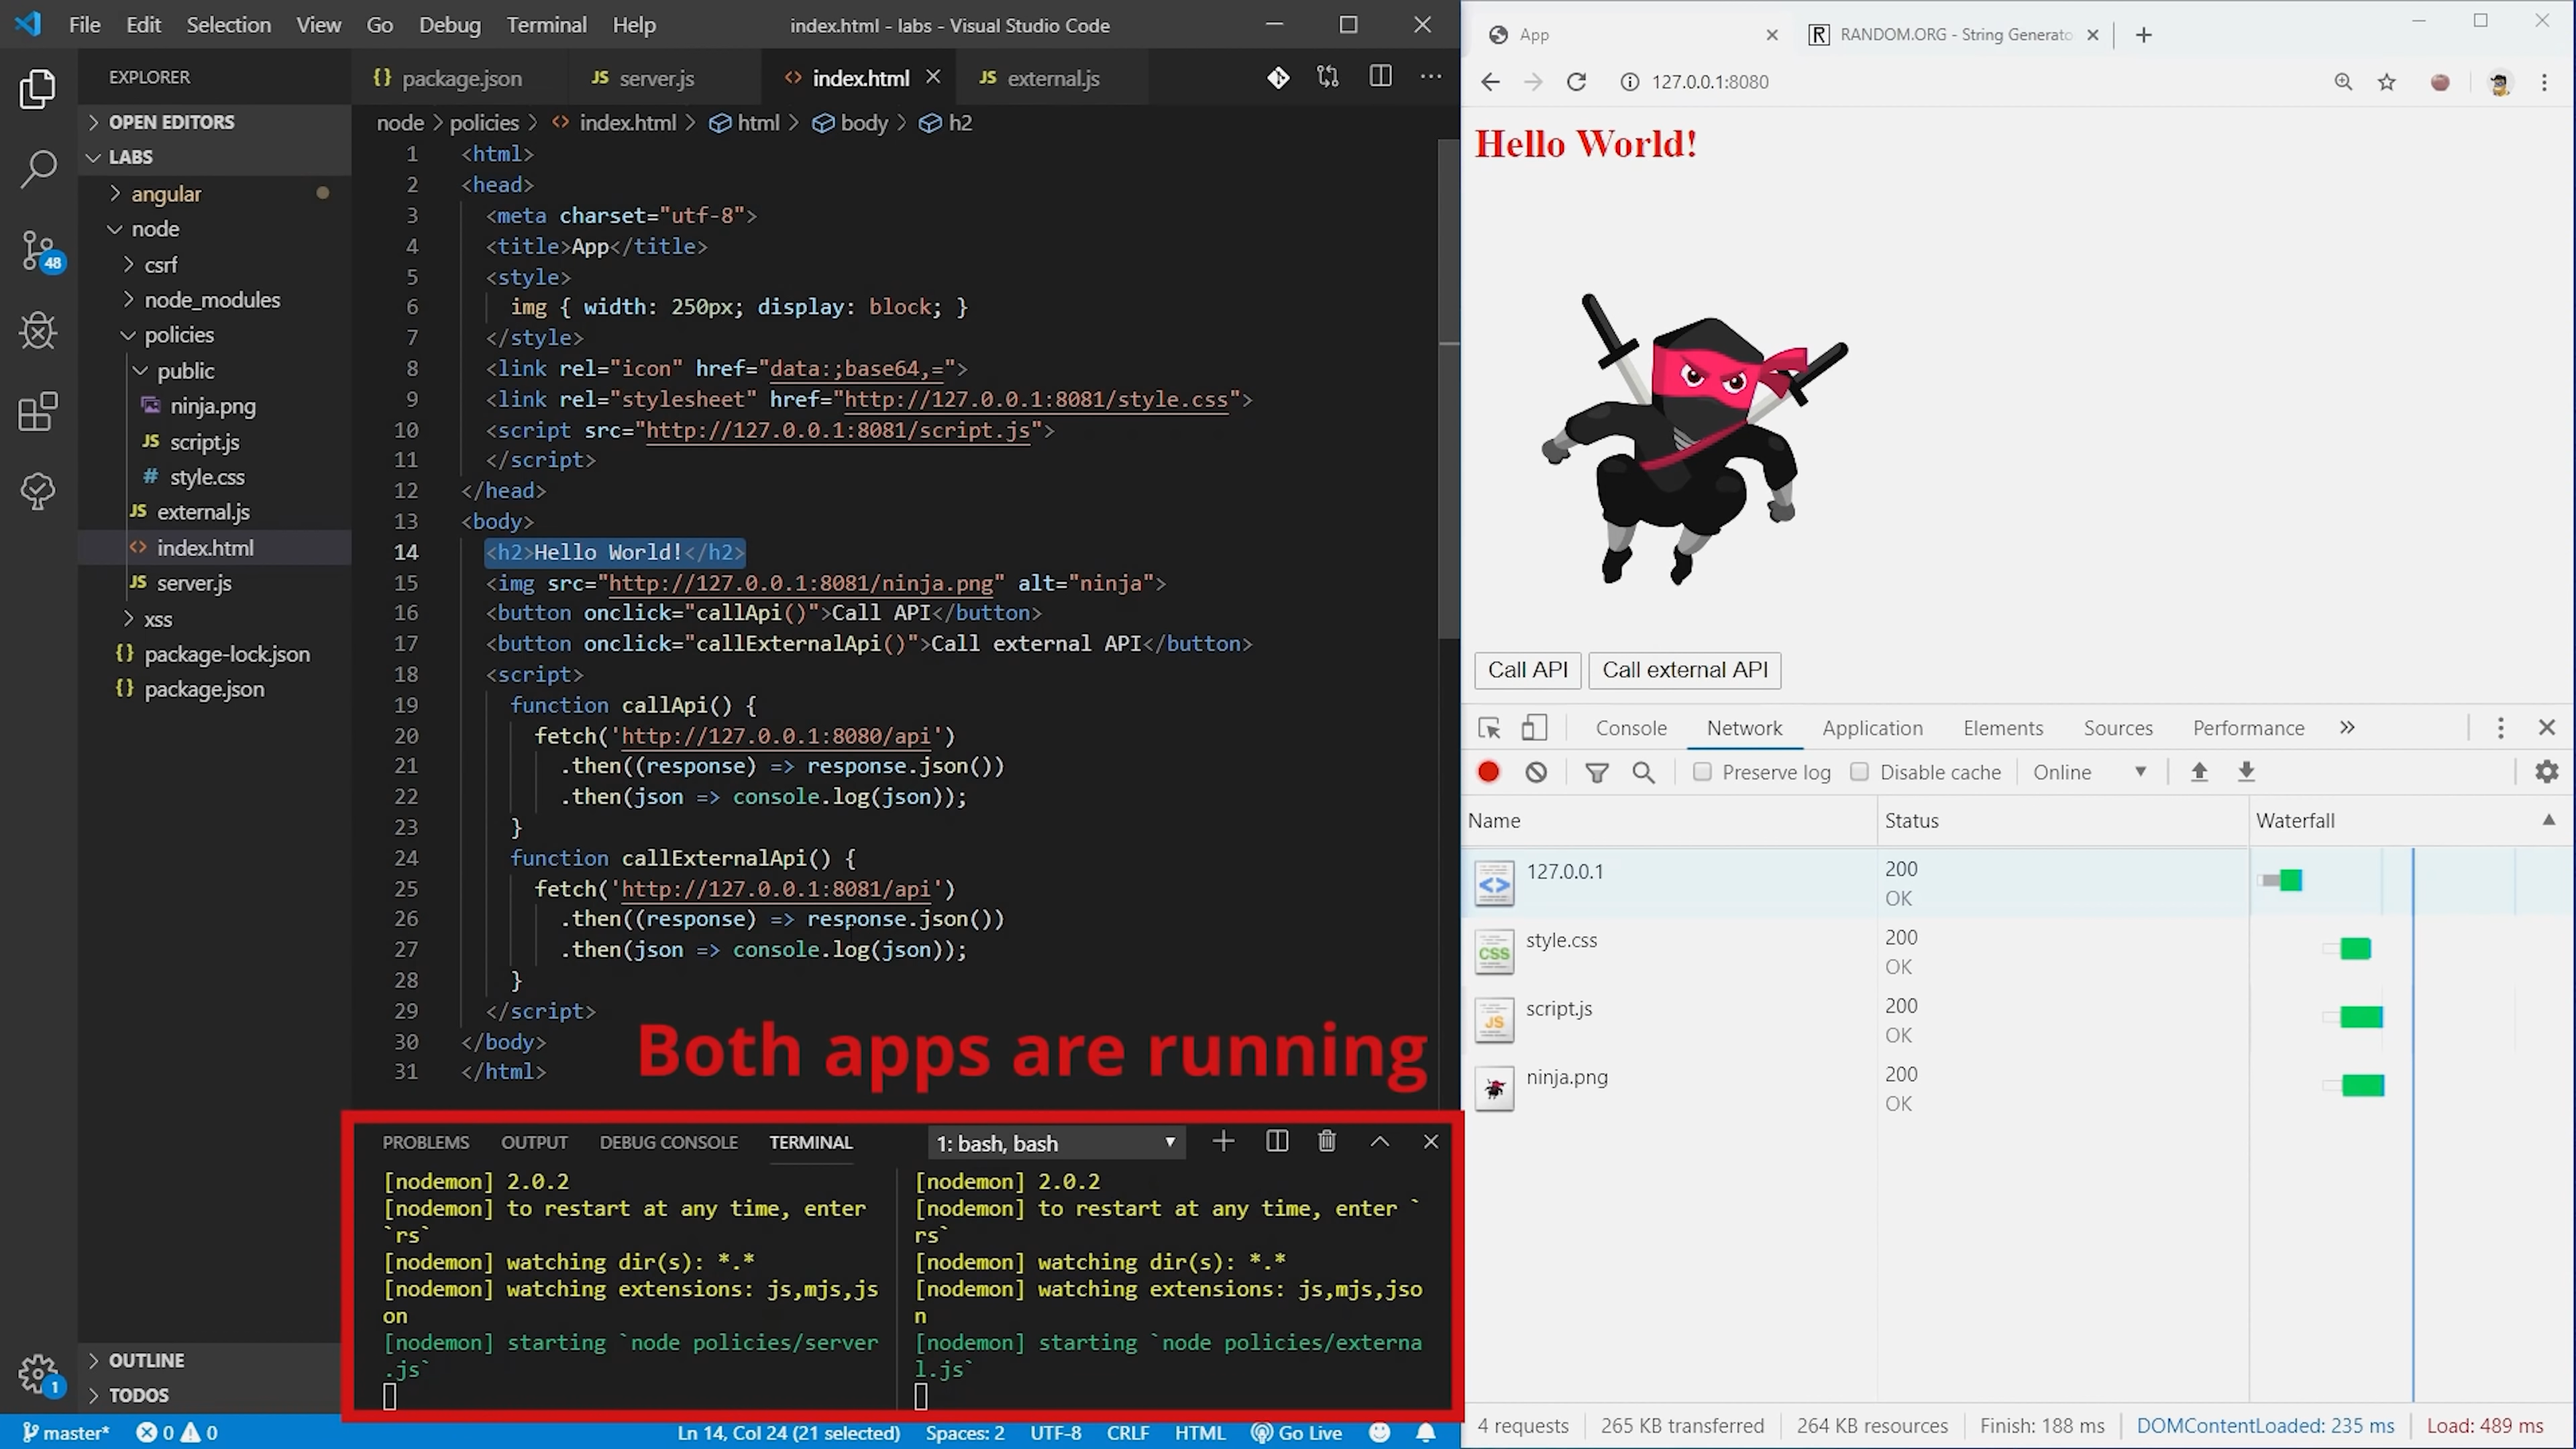 File Edit Selection View Go Debug Terminal Help index.html - labs - Visual Studio Code
EXPLORER
OPEN EDITORS
LABS
angular
node
csrf
node_modules
policies
public
ninja.png
JS script.js
# style.css
JS external.js
<> index.html
JS server.js
xss
{} package-lock.json
{} package.json
OUTLINE
TODOS
48
1
{} package.json JS server.js <> index.html JS external.js
node > policies > <> index.html > html > body > h2
1 <html>
2 <head>
3 <meta charset="utf-8">
4 <title>App</title>
5 <style>
6 img { width: 250px; display: block; }
7 </style>
8 <link rel="icon" href="data:;base64,=">
9 <link rel="stylesheet" href="http://127.0.0.1:8081/style.css">
10 <script src="http://127.0.0.1:8081/script.js">
11 </script>
12 </head>
13 <body>
14 <h2>Hello World!</h2>
15 <img src="http://127.0.0.1:8081/ninja.png" alt="ninja">
16 <button onclick="callApi()">Call API</button>
17 <button onclick="callExternalApi()">Call external API</button>
18 <script>
19 function callApi() {
20 fetch('http://127.0.0.1:8080/api')
21 .then((response) => response.json())
22 .then(json => console.log(json));
23 }
24 function callExternalApi() {
25 fetch('http://127.0.0.1:8081/api')
26 .then((response) => response.json())
27 .then(json => console.log(json));
28 }
29 </script>
30 </body>
31 </html>
Both apps are running
PROBLEMS OUTPUT DEBUG CONSOLE TERMINAL 1: bash, bash
[nodemon] 2.0.2
[nodemon] to restart at any time, enter
`rs`
[nodemon] watching dir(s): *.*
[nodemon] watching extensions: js,mjs,js
on
[nodemon] starting `node policies/server
.js`
[nodemon] 2.0.2
[nodemon] to restart at any time, enter `
rs`
[nodemon] watching dir(s): *.*
[nodemon] watching extensions: js,mjs,jso
n
[nodemon] starting `node policies/externa
l.js`
master* 0 0 Ln 14, Col 24 (21 selected) Spaces: 2 UTF-8 CRLF HTML Go Live
App R RANDOM.ORG - String Generato
127.0.0.1:8080
Hello World!
Call API Call external API
Console Network Application Elements Sources Performance
Preserve log Disable cache Online
Name Status Waterfall
127.0.0.1 200
OK
CSS style.css 200
OK
JS script.js 200
OK
ninja.png 200
OK
4 requests 265 KB transferred 264 KB resources Finish: 188 ms DOMContentLoaded: 235 ms Load: 489 ms